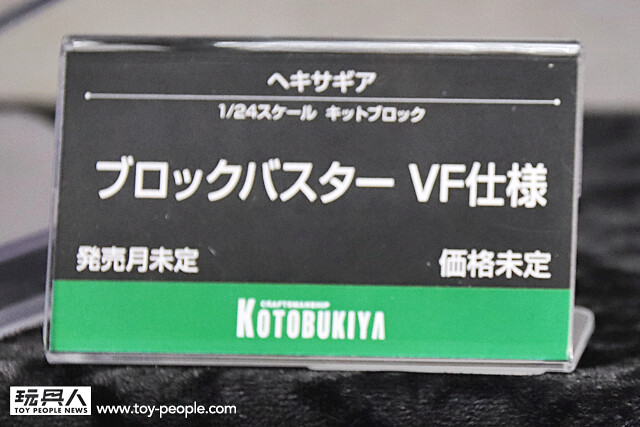 ヘキサギア
1/24スケール キットブロック
ブロックバスター VF仕様
発売月未定 価格未定
CRAFTSMANSHIP
KOTOBUKIYA
玩具人
TOY PEOPLE NEWS www.toy-people.com